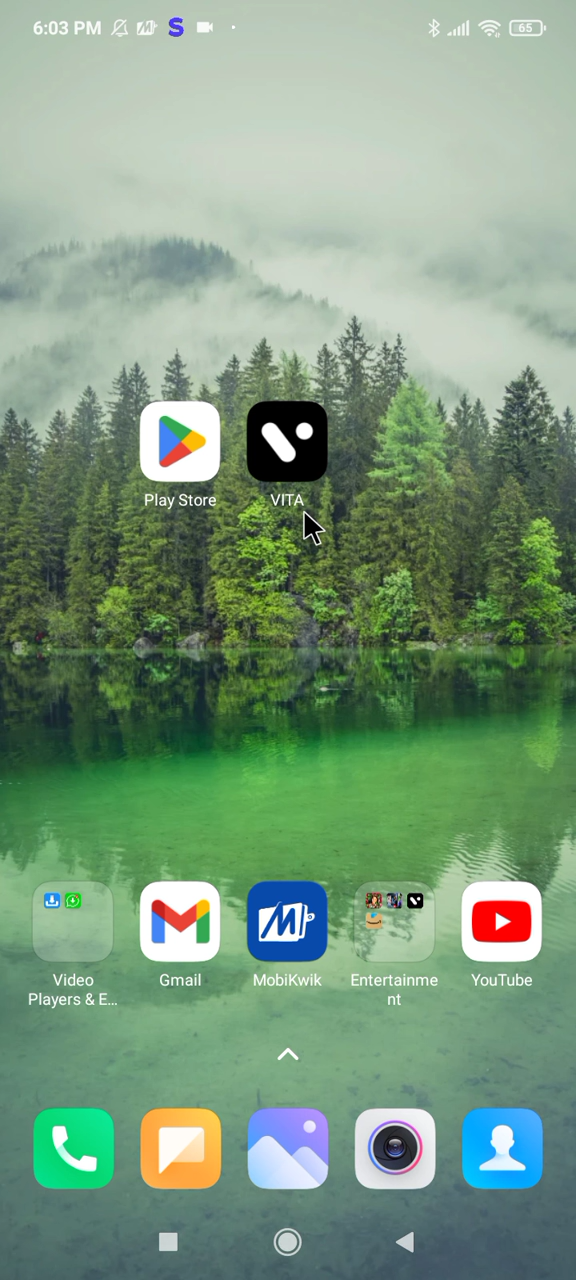 6:03 PM
65
Play Store
VITA
Video
Players & E...
Gmail
MobiKwik
Entertainme
nt
YouTube